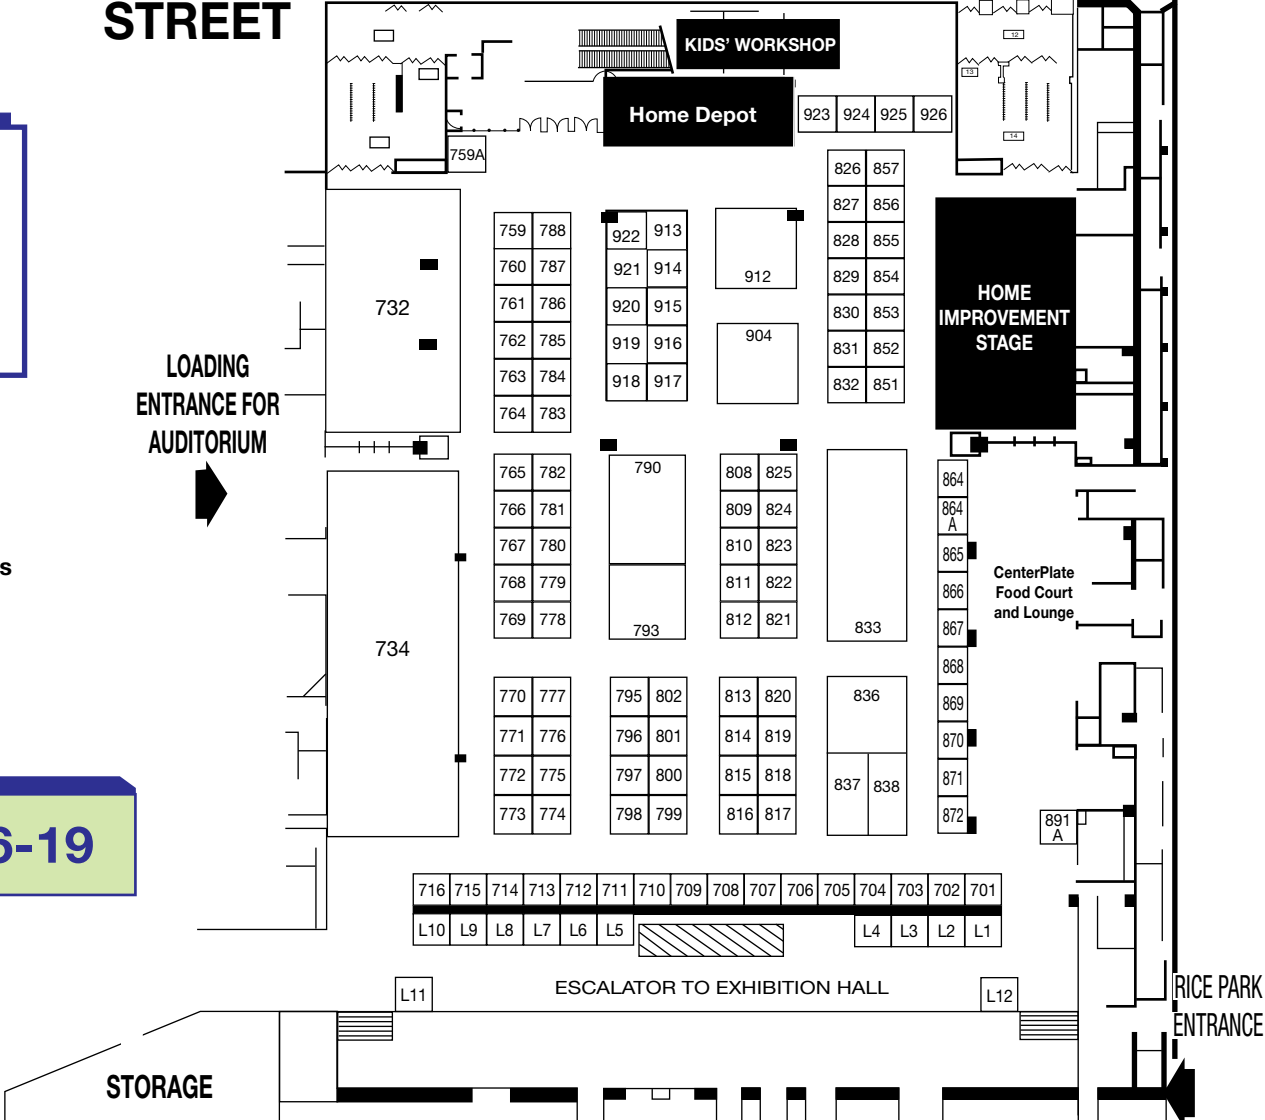 STREET
KIDS' WORKSHOP
12
13
14
Home Depot
923 924 925 926
759A
826 857
827 856
828 855
829 854
830 853
831 852
832 851
759 788
760 787
761 786
762 785
763 784
764 783
922 913
921 914
920 915
919 916
918 917
912
904
732
HOME
IMPROVEMENT
STAGE
LOADING
ENTRANCE FOR
AUDITORIUM
765 782
766 781
767 780
768 779
769 778
790
793
808 825
809 824
810 823
811 822
812 821
833
864
864
A
865
866
867
868
869
870
871
872
CenterPlate
Food Court
and Lounge
s
734
770 777
771 776
772 775
773 774
795 802
796 801
797 800
798 799
813 820
814 819
815 818
816 817
836
837 838
891
A
6-19
716 715 714 713 712 711 710 709 708 707 706 705 704 703 702 701
L10 L9 L8 L7 L6 L5 L4 L3 L2 L1
L11
ESCALATOR TO EXHIBITION HALL
L12
RICE PARK
ENTRANCE
STORAGE